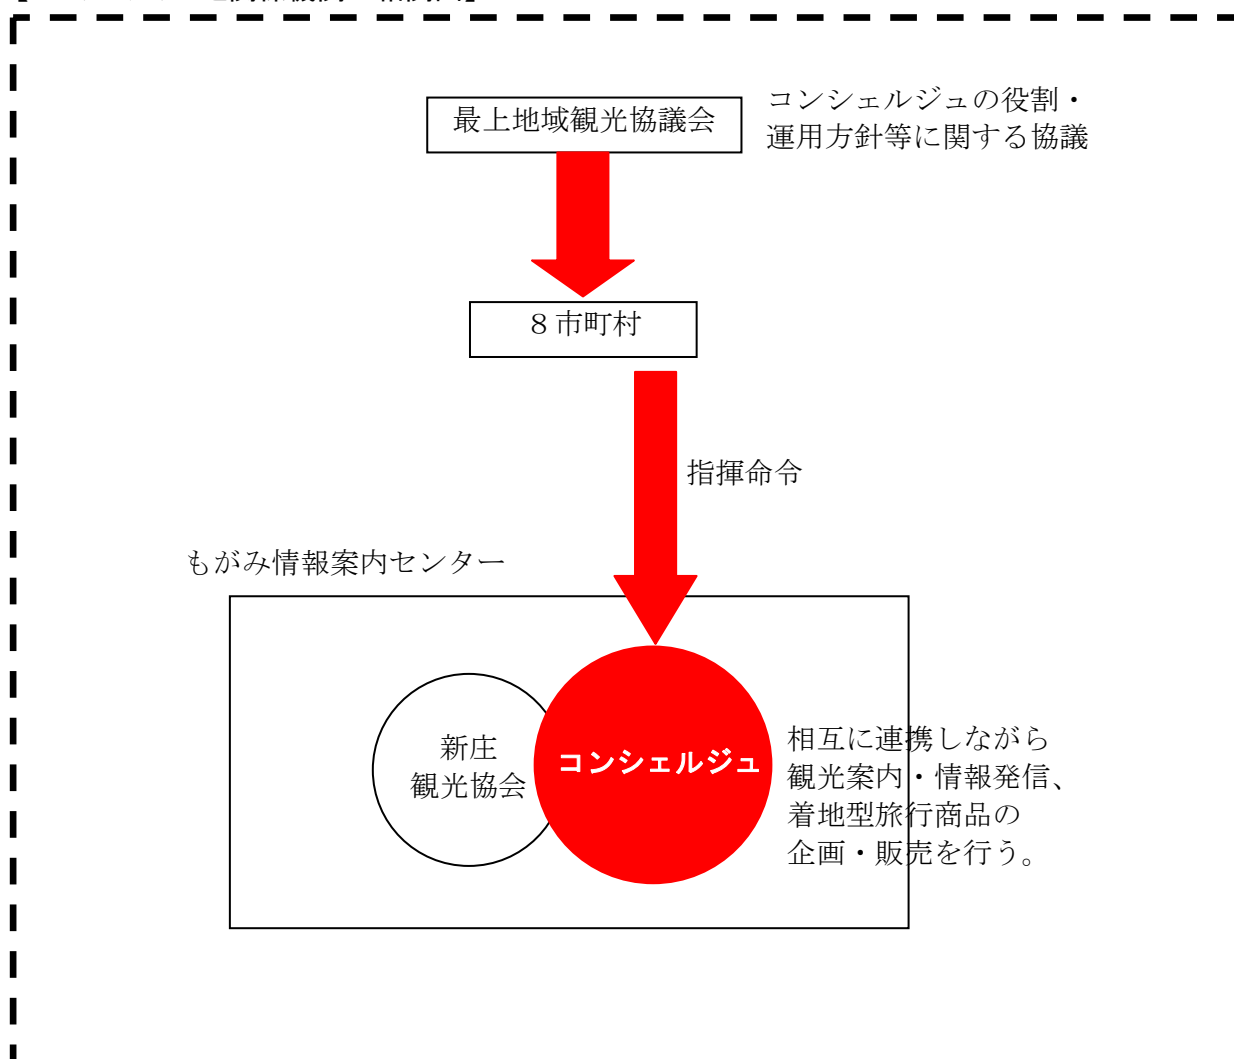 最上地域観光協議会
コンシェルジュの役割・
運用方針等に関する協議
８市町村
指揮命令
もがみ情報案内センター
新庄
観光協会
コンシェルジュ
相互に連携しながら
観光案内・情報発信、
着地型旅行商品の
企画・販売を行う。